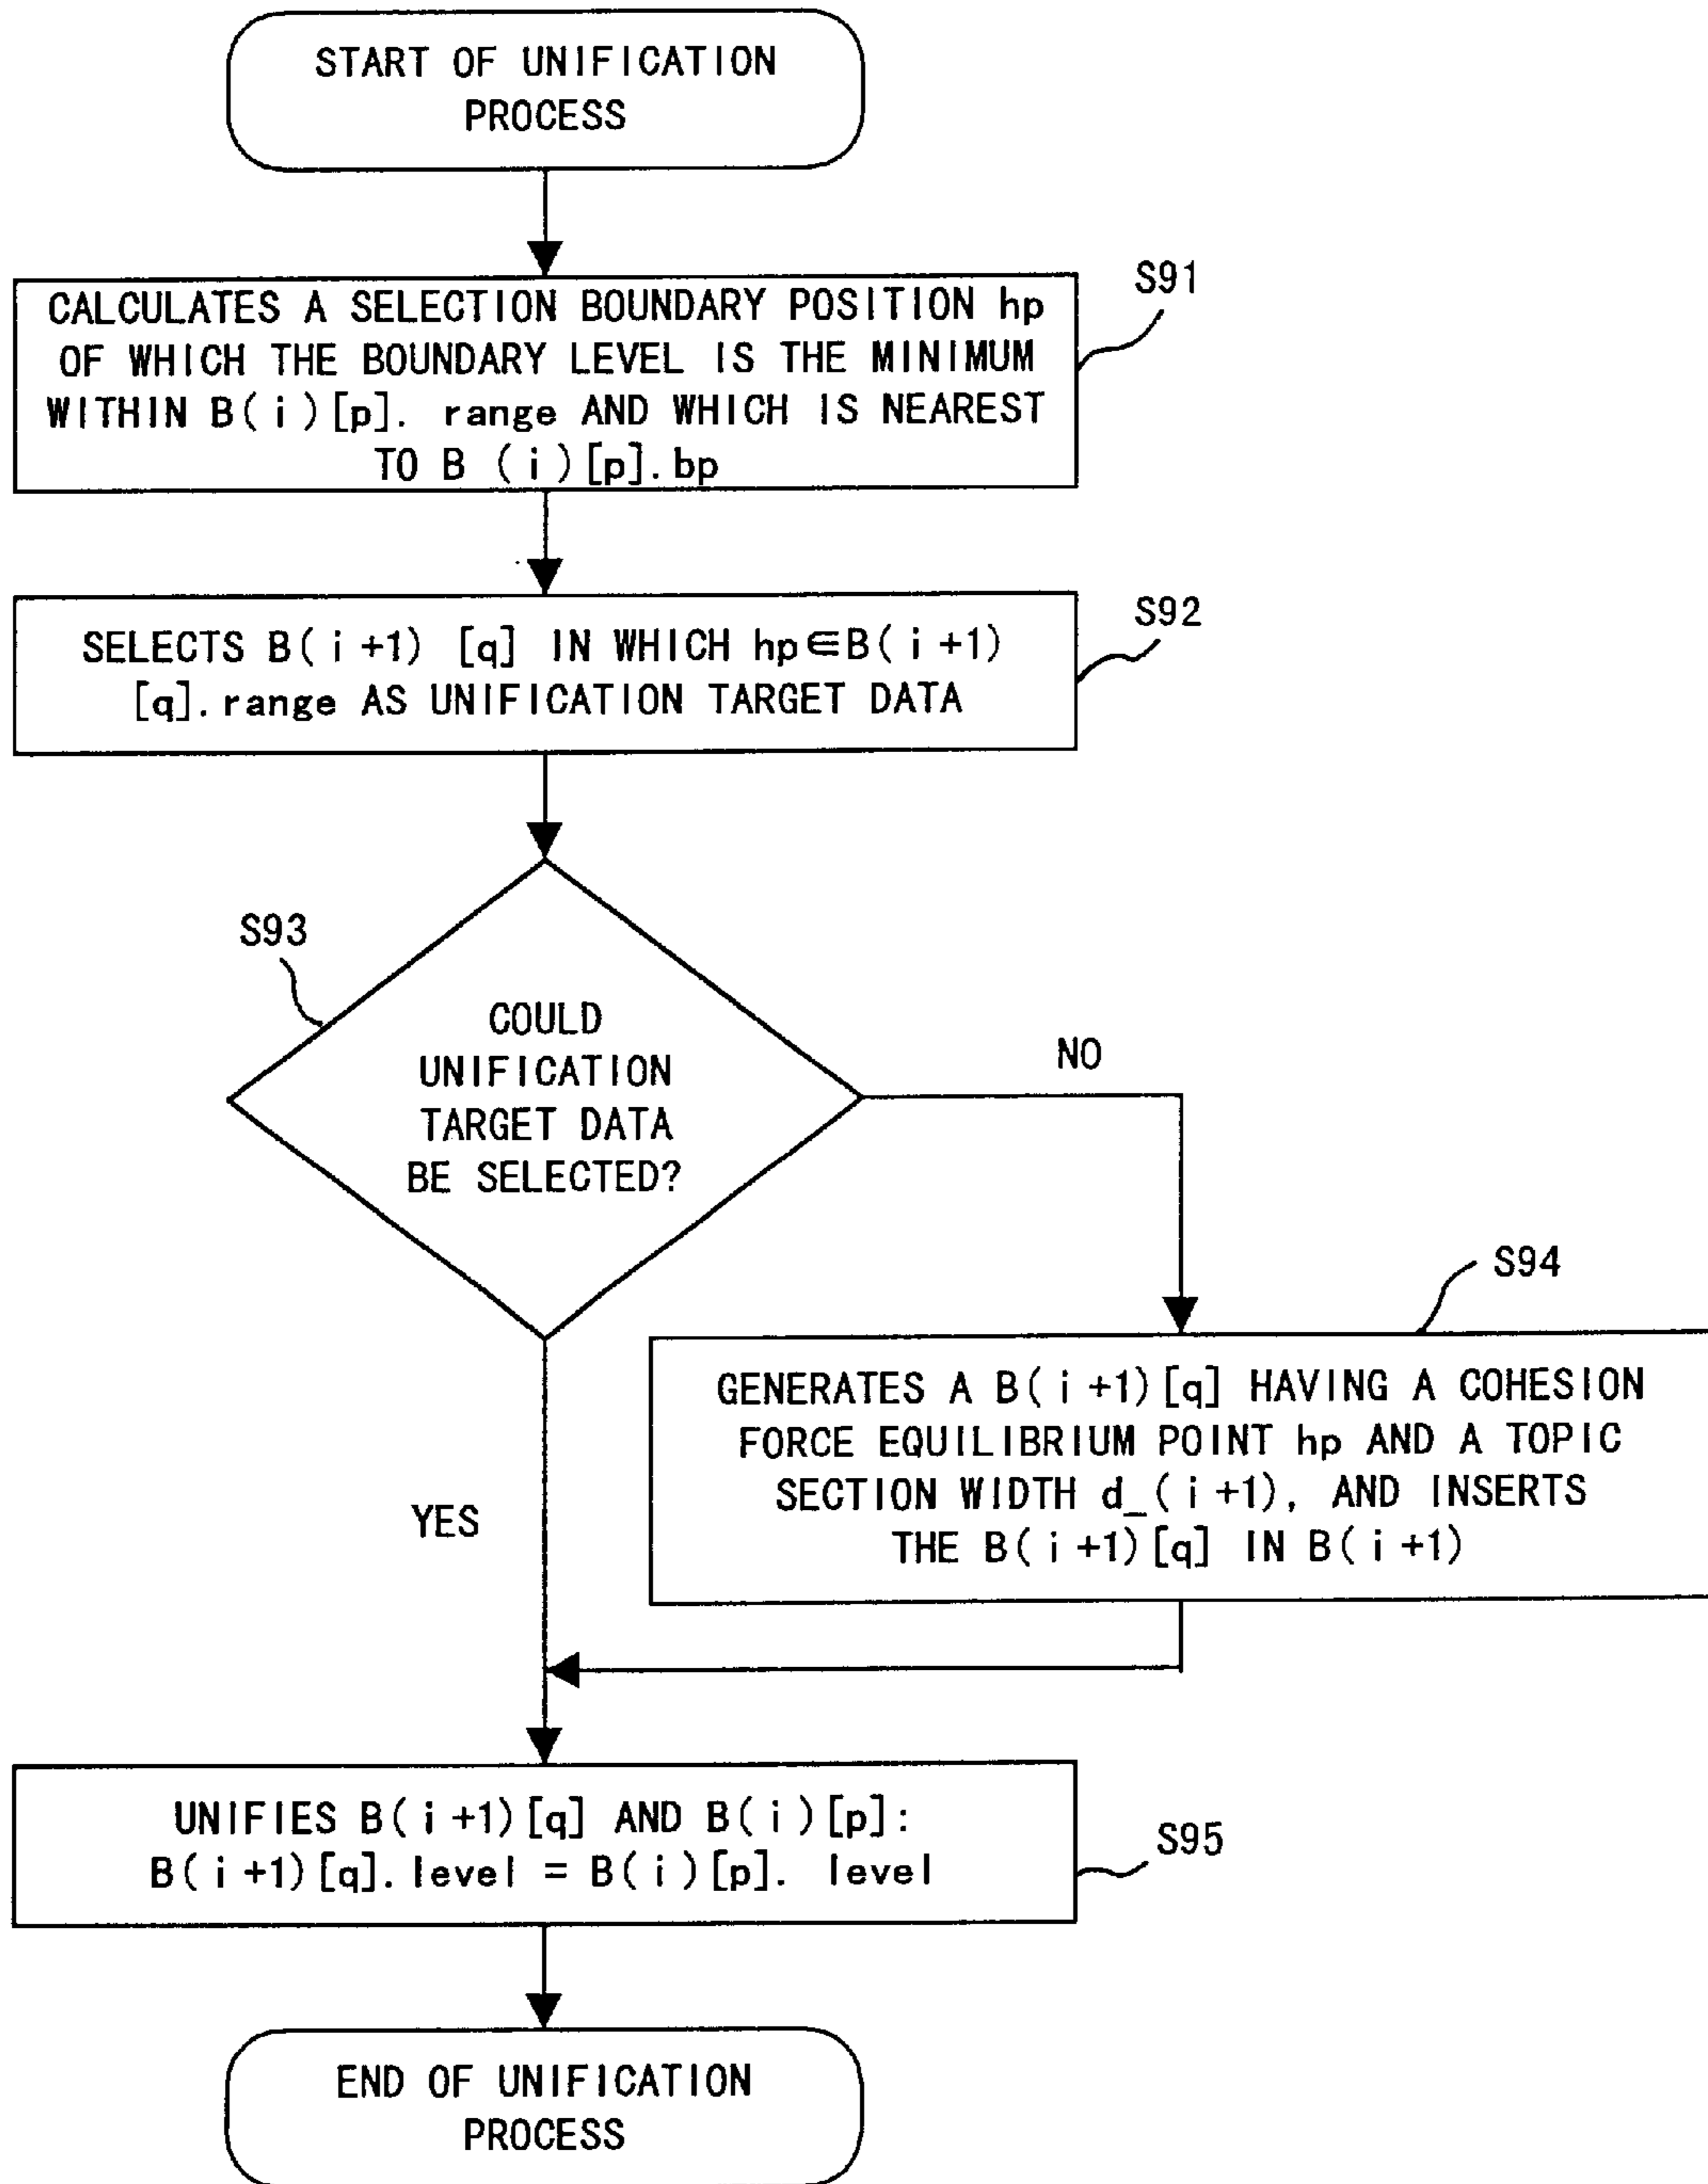 START OF UNIFICATION
PROCESS
S91
CALCULATES A SELECTION BOUNDARY POSITION hp
OF WHICH THE BOUNDARY LEVEL IS THE MINIMUM
WITHIN B(i)[p]. range AND WHICH IS NEAREST
TO B (i)[p].bp
S92
SELECTS B(i+1) [q] IN WHICH hp∈B(i+1)
[q].range AS UNIFICATION TARGET DATA
S93
COULD
UNIFICATION
TARGET DATA
BE SELECTED?
NO
S94
GENERATES A B(i+1)[q] HAVING A COHESION
FORCE EQUILIBRIUM POINT hp AND A TOPIC
SECTION WIDTH d_(i+1), AND INSERTS
THE B(i+1)[q] IN B(i+1)
YES
UNIFIES B(i+1)[q] AND B(i)[p]:
B(i+1)[q].level = B(i)[p]. level
S95
END OF UNIFICATION
PROCESS